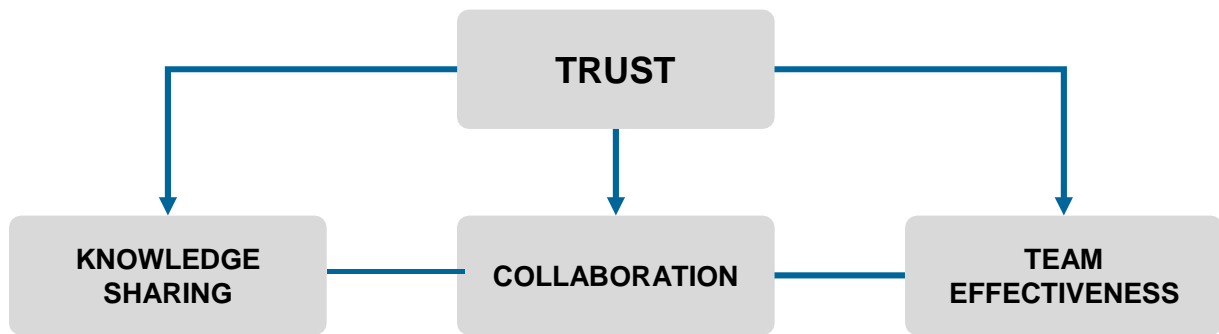 TRUST
KNOWLEDGE
SHARING
COLLABORATION
TEAM
EFFECTIVENESS